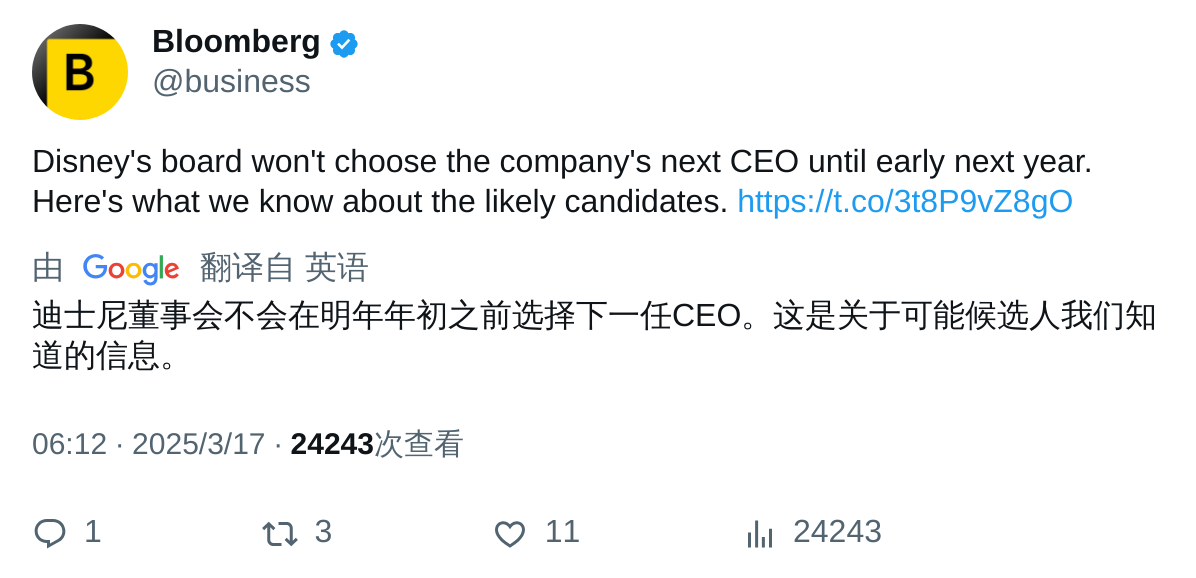 B
Bloomberg
@business
Disney's board won't choose the company's next CEO until early next year.
Here's what we know about the likely candidates. https://t.co/3t8P9vZ8gO
由 Google 翻译自 英语
迪士尼董事会不会在明年年初之前选择下一任CEO。这是关于可能候选人我们知
道的信息。
06:12 · 2025/3/17 · 24243次查看
1 3 11 24243